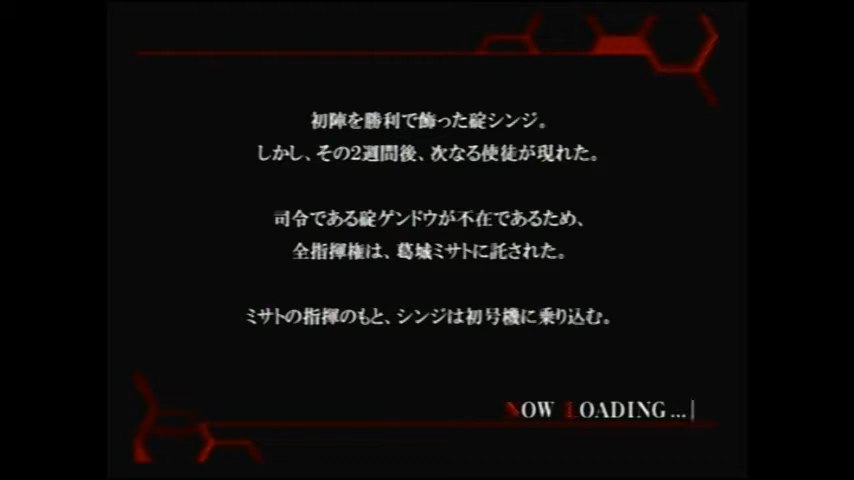 初陣を勝利で飾った碇シンジ。
しかし、その2週間後、次なる使徒が現れた。
司令である碇ゲンドウが不在であるため、
全指揮権は、葛城ミサトに託された。
ミサトの指揮のもと、シンジは初号機に乗り込む。
NOW LOADING...